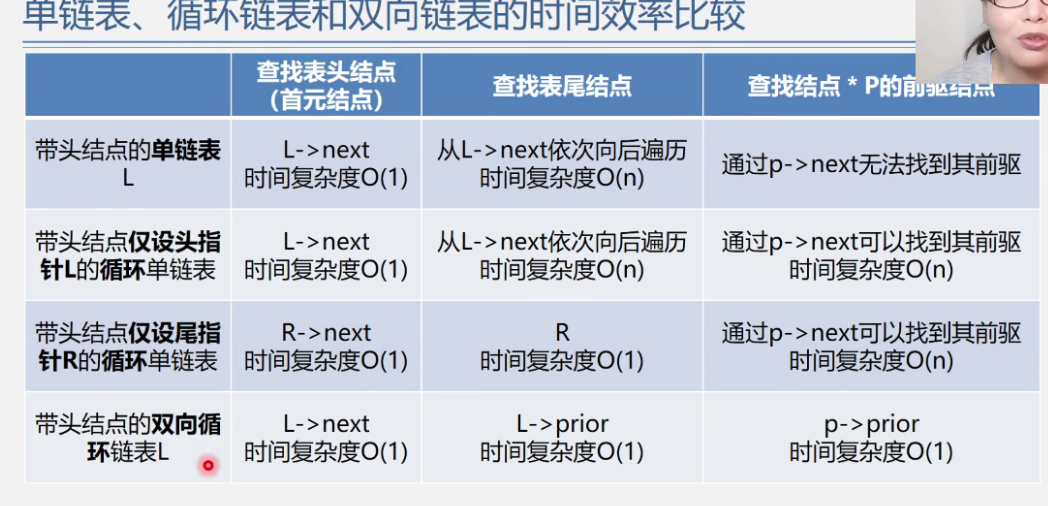 单链表、循环链表和双向链表的时间效率比较
查找表头结点
（首元结点）
查找表尾结点
查找结点 * P的前驱结点
带头结点的单链表
L
L->next
时间复杂度O(1)
从L->next依次向后遍历
时间复杂度O(n)
通过p->next无法找到其前驱
带头结点仅设头指
针L的循环单链表
L->next
时间复杂度O(1)
从L->next依次向后遍历
时间复杂度O(n)
通过p->next可以找到其前驱
时间复杂度O(n)
带头结点仅设尾指
针R的循环单链表
R->next
时间复杂度O(1)
R
时间复杂度O(1)
通过p->next可以找到其前驱
时间复杂度O(n)
带头结点的双向循
环链表L
L->next
时间复杂度O(1)
L->prior
时间复杂度O(1)
p->prior
时间复杂度O(1)